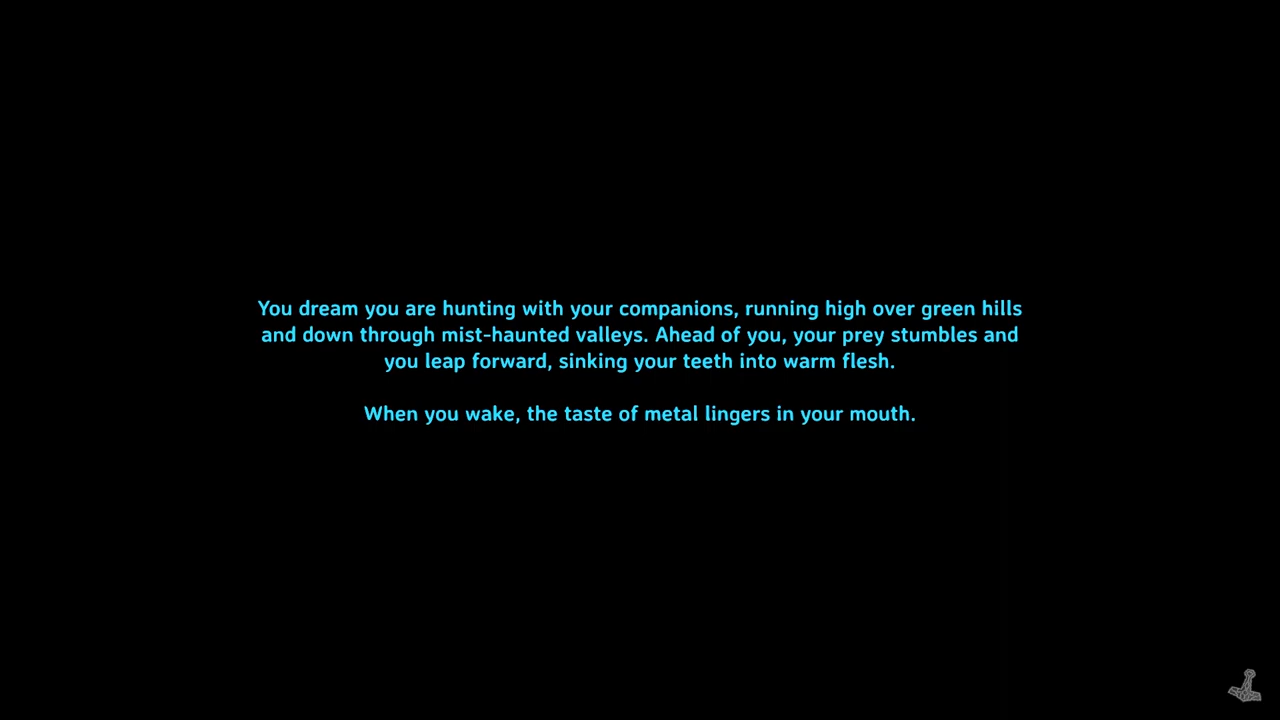 You dream you are hunting with your companions, running high over green hills
and down through mist-haunted valleys. Ahead of you, your prey stumbles and
you leap forward, sinking your teeth into warm flesh.
When you wake, the taste of metal lingers in your mouth.